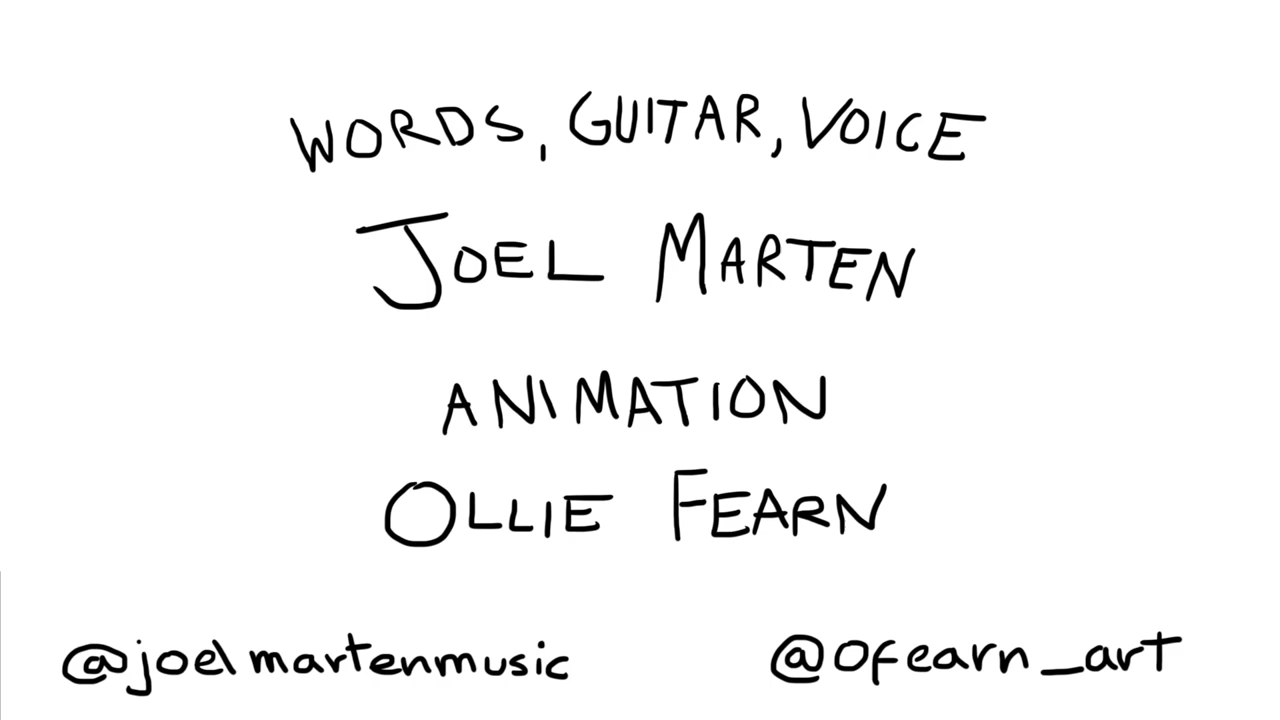 WORDS, GUITAR, VOICE
JOEL MARTEN
ANIMATION
OLLIE FEARN
@joelmartenmusic @ofearn_art